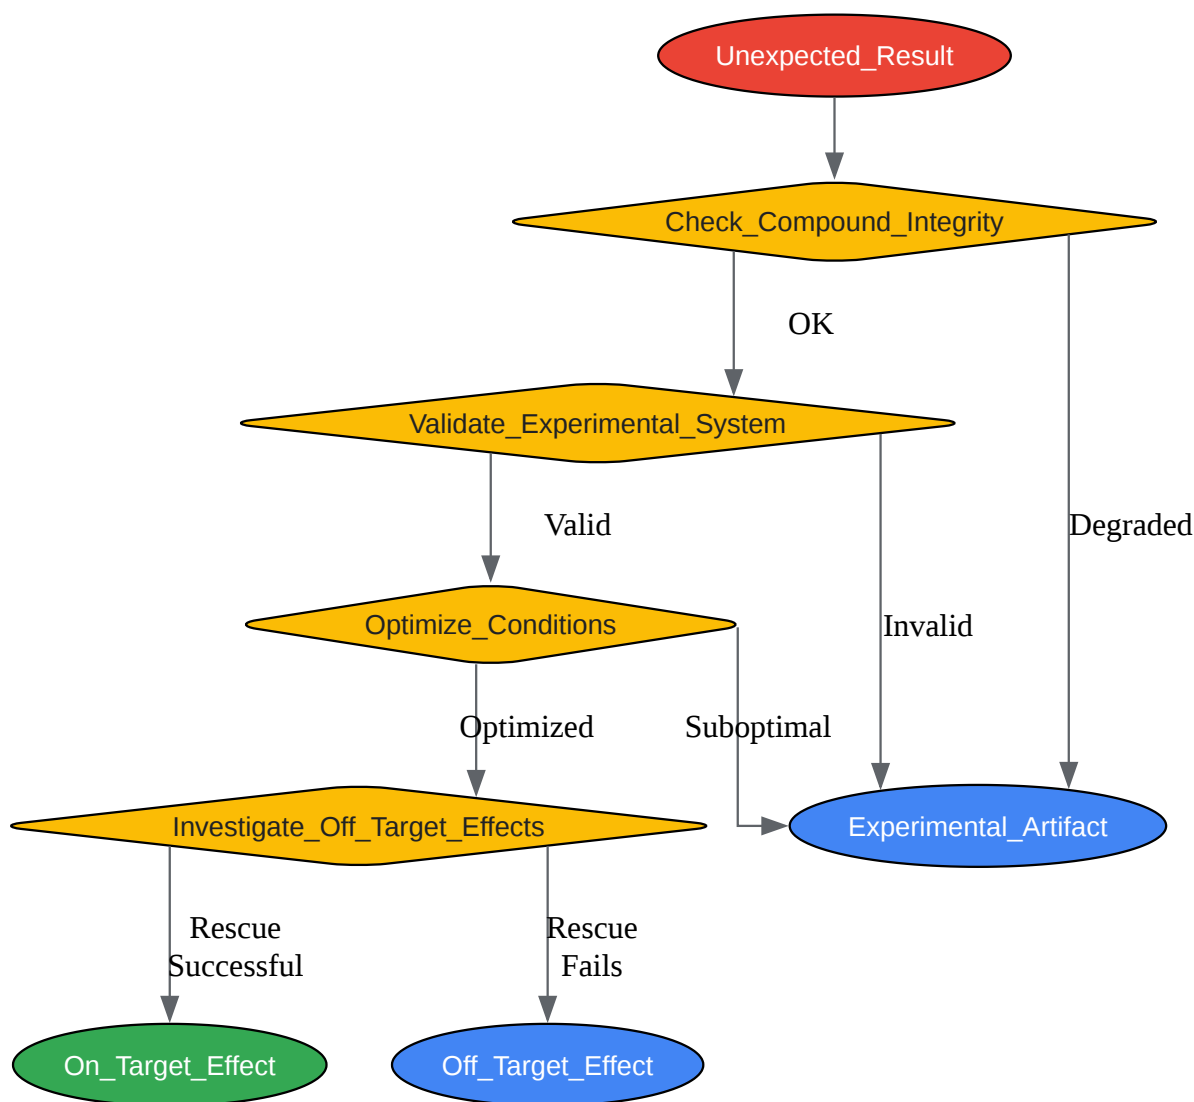 Unexpected_Result
Check_Compound_Integrity
OK
Validate_Experimental_System
Valid
Degraded
Optimize_Conditions
Invalid
Optimized
Suboptimal
Investigate_Off_Target_Effects
Experimental_Artifact
Rescue
Successful
Rescue
Fails
On_Target_Effect
Off_Target_Effect